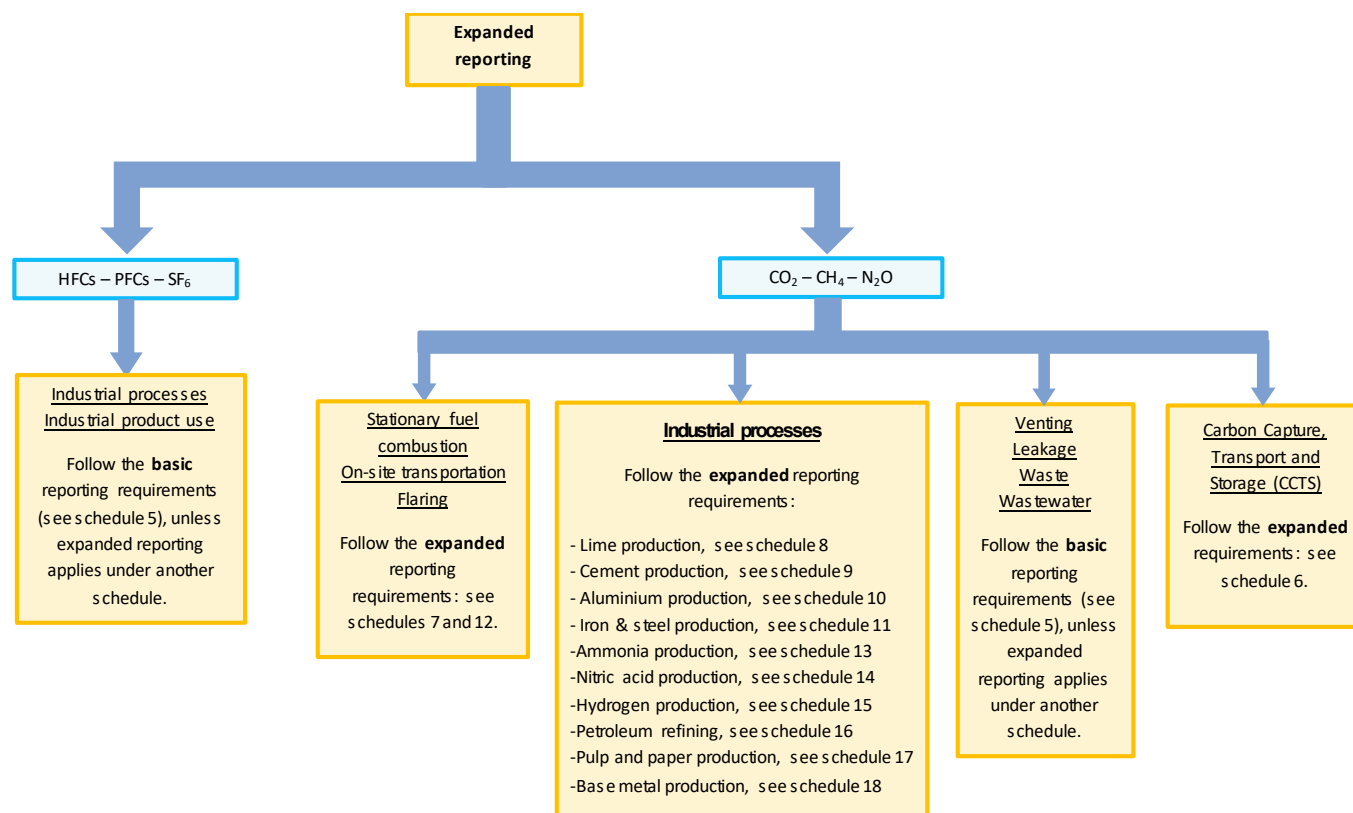 Expanded
reporting
HFCs – PFCs – SF₆
CO₂ – CH₄ – N₂O
Industrial processes
Industrial product use
Follow the basic
reporting requirements
(see schedule 5), unless
expanded reporting
applies under another
schedule.
Stationary fuel
combustion
On-site transportation
Flaring
Follow the expanded
reporting
requirements: see
schedules 7 and 12.
Industrial processes
Follow the expanded reporting
requirements:
- Lime production, see schedule 8
- Cement production, see schedule 9
- Aluminium production, see schedule 10
- Iron & steel production, see schedule 11
-Ammonia production, see schedule 13
-Nitric acid production, see schedule 14
-Hydrogen production, see schedule 15
-Petroleum refining, see schedule 16
-Pulp and paper production, see schedule 17
-Base metal production, see schedule 18
Venting
Leakage
Waste
Wastewater
Follow the basic
reporting
requirements (see
schedule 5), unless
expanded
reporting applies
under another
schedule.
Carbon Capture,
Transport and
Storage (CCTS)
Follow the expanded
requirements: see
schedule 6.